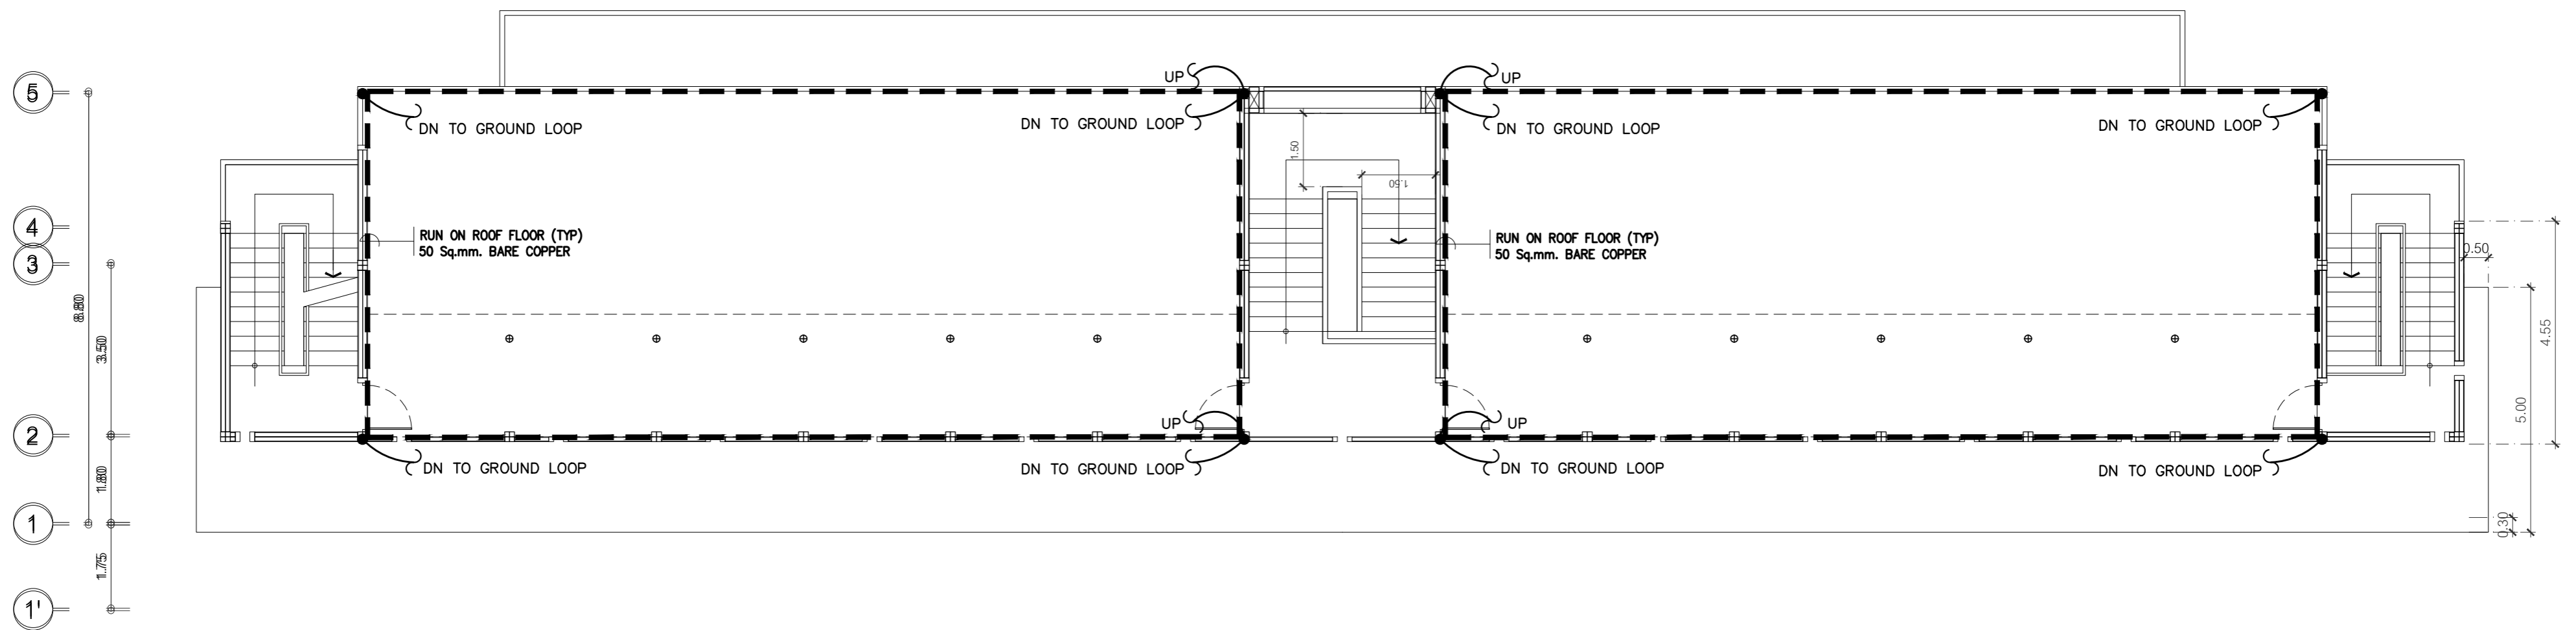 UP
UP
5
DN TO GROUND LOOP
DN TO GROUND LOOP
DN TO GROUND LOOP
DN TO GROUND LOOP
1.50
1.50
4
RUN ON ROOF FLOOR (TYP)
50 Sq.mm. BARE COPPER
RUN ON ROOF FLOOR (TYP)
50 Sq.mm. BARE COPPER
0.50
3
8.80
4.55
3.50
5.00
UP
UP
2
DN TO GROUND LOOP
DN TO GROUND LOOP
DN TO GROUND LOOP
DN TO GROUND LOOP
1.80
1
0.30
1.75
1'